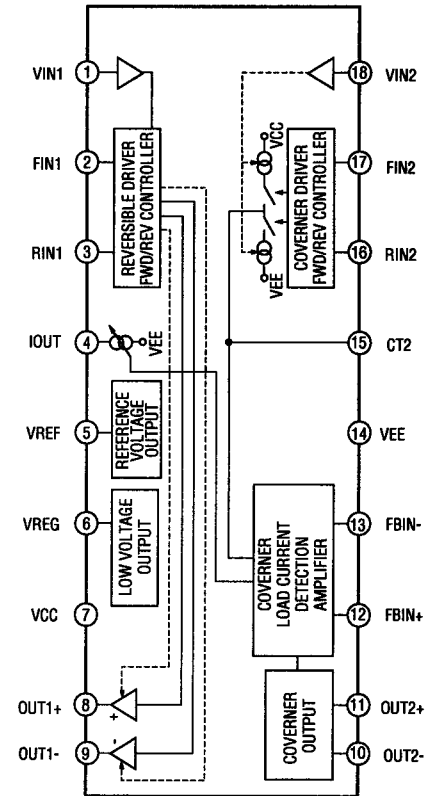 VIN1
1
FIN1
2
RIN1
3
REVERSIBLE DRIVER
FWD/REV CONTROLLER
IOUT
4
VEE
VREF
5
REFERENCE
VOLTAGE
OUTPUT
VREG
6
LOW VOLTAGE
OUTPUT
VCC
7
OUT1+
8
+
OUT1-
9
-
18
VIN2
VCC
COVERNER DRIVER
FWD/REV CONTROLLER
17
FIN2
16
RIN2
VEE
15
CT2
14
VEE
COVERNER
LOAD CURRENT
DETECTION
AMPLIFIER
13
FBIN-
12
FBIN+
COVERNER
OUTPUT
11
OUT2+
10
OUT2-